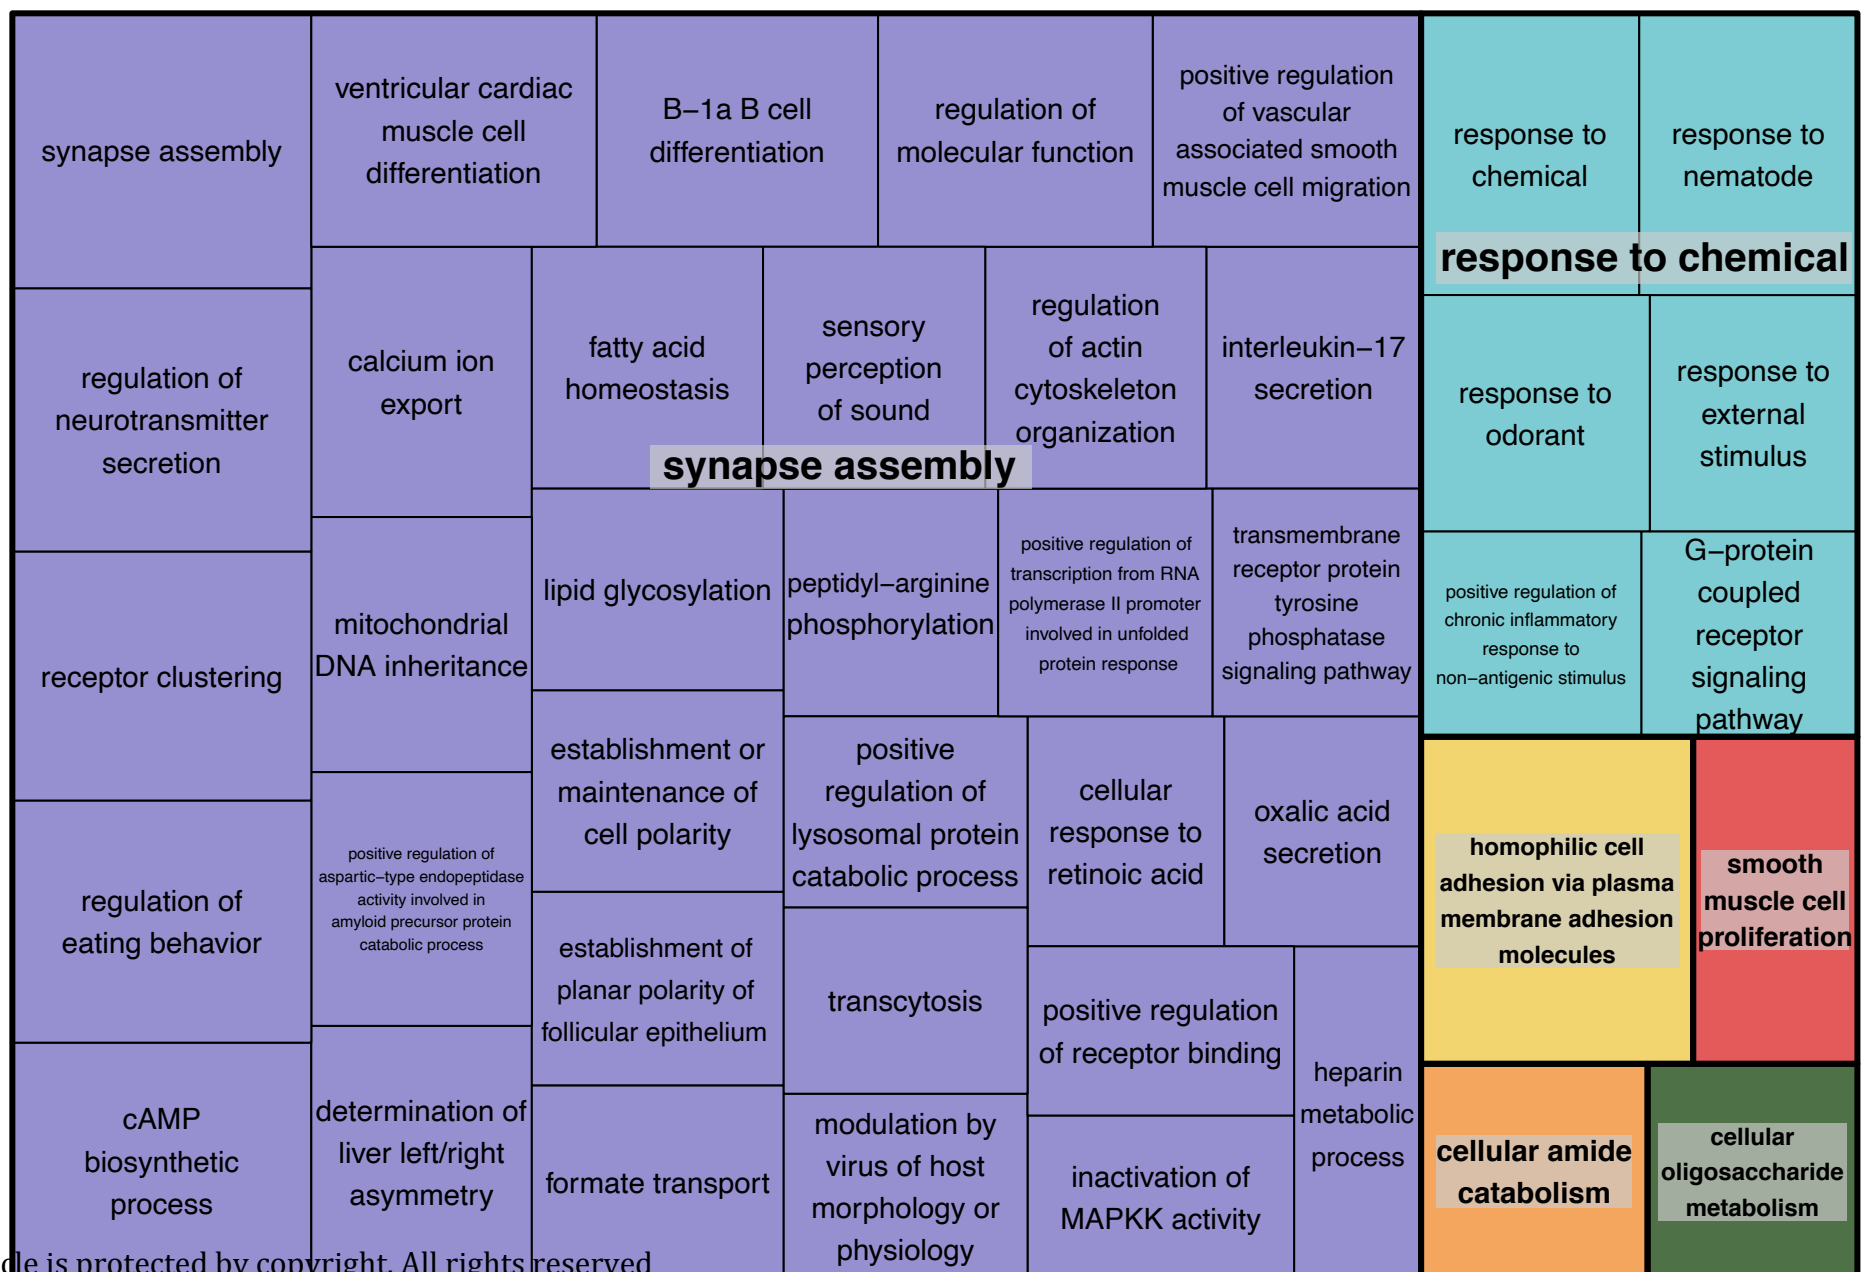 synapse assembly
ventricular cardiac
muscle cell
differentiation
B−1a B cell
differentiation
regulation of
molecular function
positive regulation
of vascular
associated smooth
muscle cell migration
response to
chemical
response to
nematode
response to chemical
regulation of
neurotransmitter
secretion
calcium ion
export
fatty acid
homeostasis
sensory
perception
of sound
regulation
of actin
cytoskeleton
organization
interleukin−17
secretion
response to
odorant
response to
external
stimulus
synapse assembly
receptor clustering
mitochondrial
DNA inheritance
lipid glycosylation
peptidyl−arginine
phosphorylation
positive regulation of
transcription from RNA
polymerase II promoter
involved in unfolded
protein response
transmembrane
receptor protein
tyrosine
phosphatase
signaling pathway
positive regulation of
chronic inflammatory
response to
non−antigenic stimulus
G−protein
coupled
receptor
signaling
pathway
regulation of
eating behavior
positive regulation of
aspartic−type endopeptidase
activity involved in
amyloid precursor protein
catabolic process
establishment or
maintenance of
cell polarity
positive
regulation of
lysosomal protein
catabolic process
cellular
response to
retinoic acid
oxalic acid
secretion
homophilic cell
adhesion via plasma
membrane adhesion
molecules
smooth
muscle cell
proliferation
establishment of
planar polarity of
follicular epithelium
transcytosis
positive regulation
of receptor binding
heparin
metabolic
process
cAMP
biosynthetic
process
determination of
liver left/right
asymmetry
formate transport
modulation by
virus of host
morphology or
physiology
inactivation of
MAPKK activity
cellular amide
catabolism
cellular
oligosaccharide
metabolism
cle is protected by copyright. All rights reserved